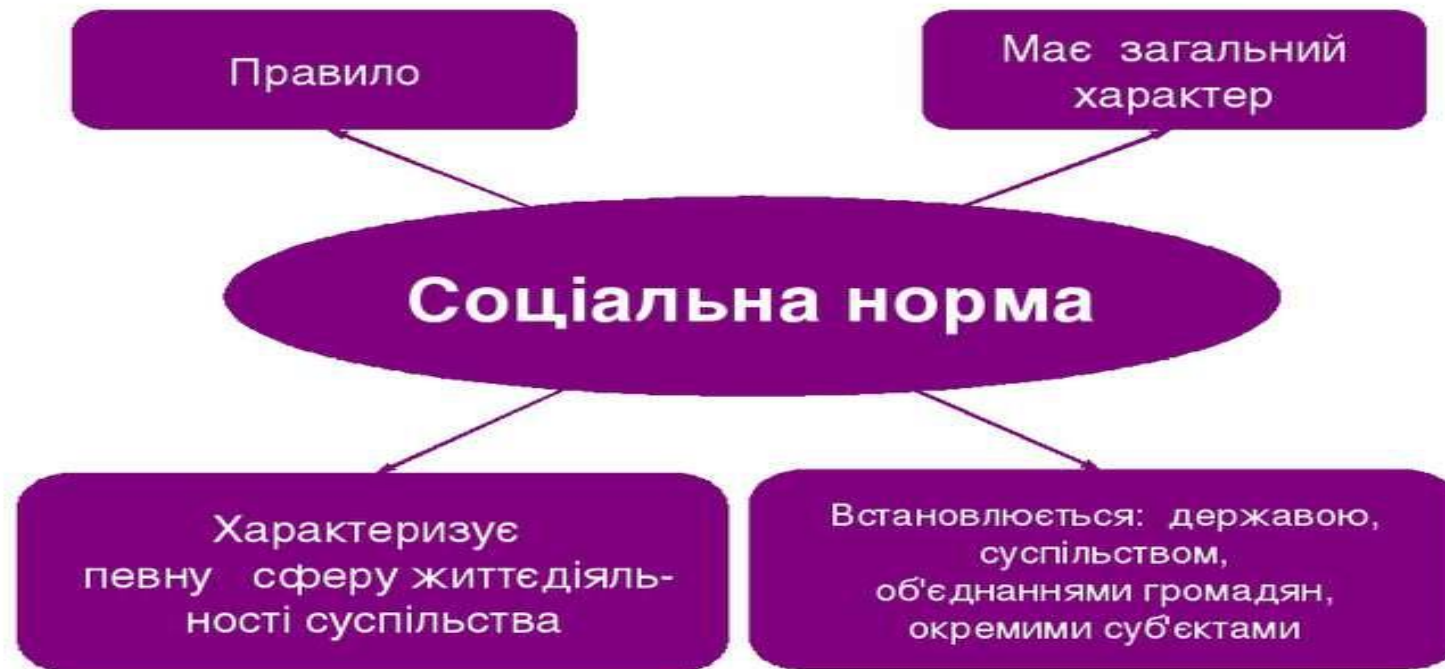 Правило
Має загальний
характер
Соціальна норма
Характеризує
певну сферу життєдіяль-
ності суспільства
Встановлюється: державою,
суспільством,
об'єднаннями громадян,
окремими суб'єктами